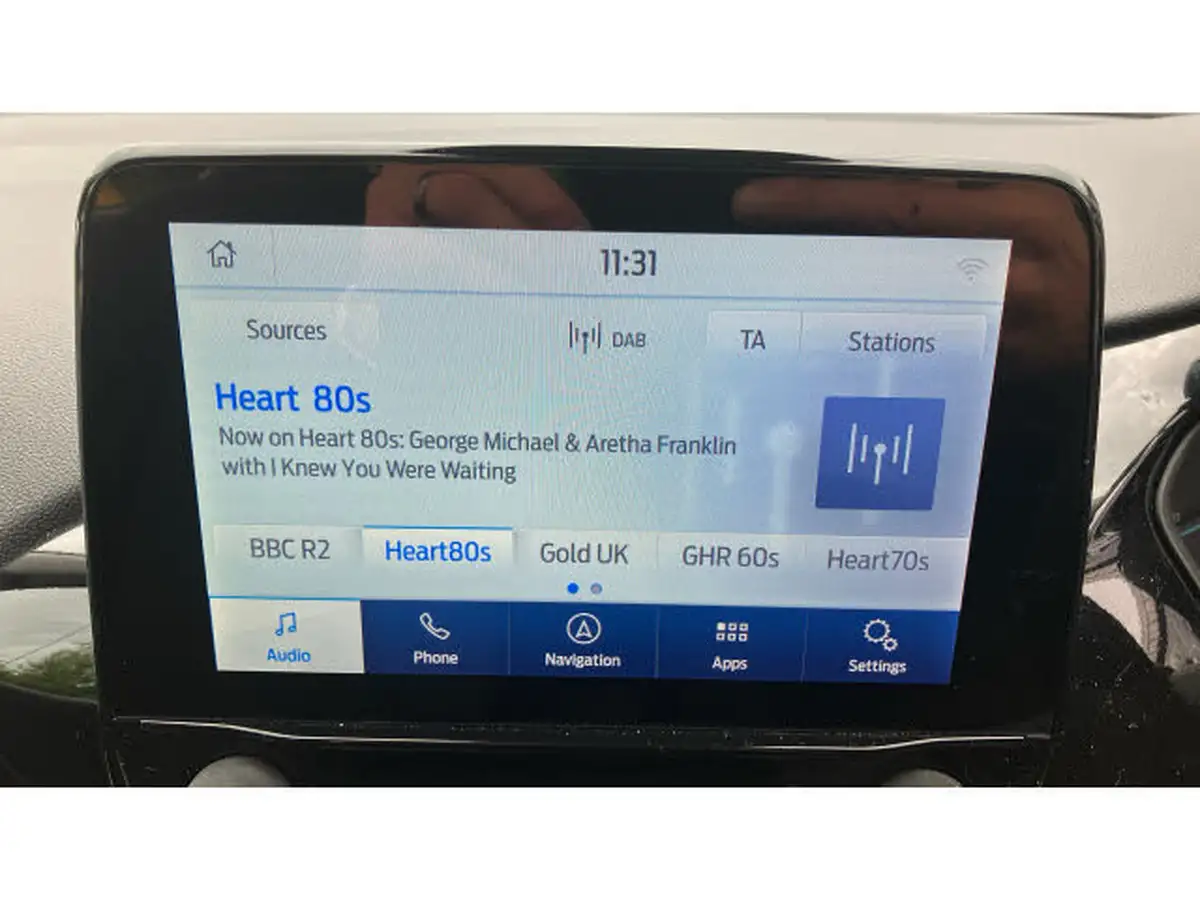 11:31
Sources
DAB
TA
Stations
Heart 80s
Now on Heart 80s: George Michael & Aretha Franklin
with I Knew You Were Waiting
BBC R2
Heart80s
Gold UK
GHR 60s
Heart70s
Audio
Phone
Navigation
Apps
Settings